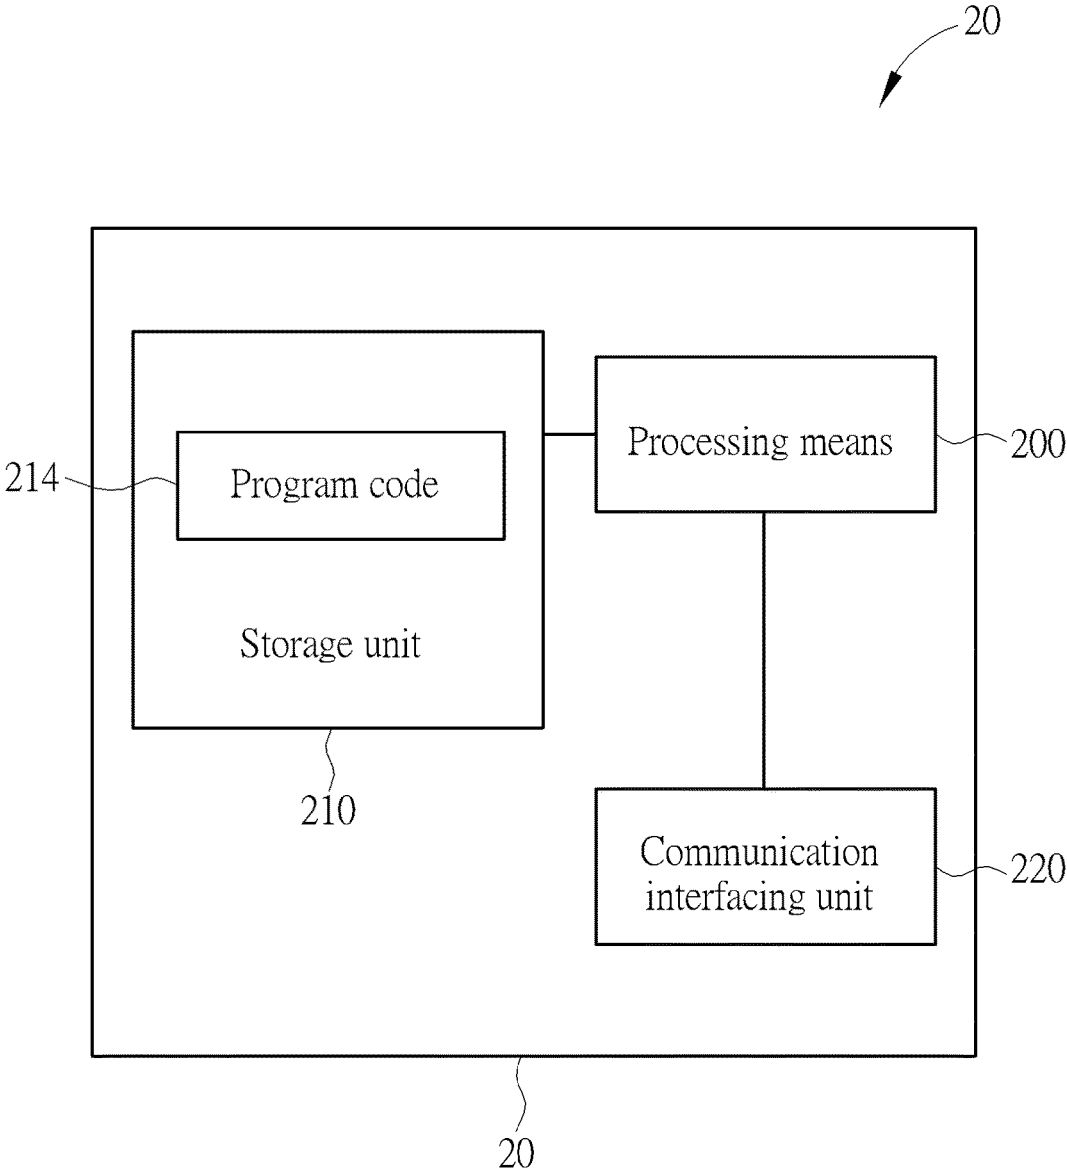 20
Processing means
200
214
Program code
Storage unit
210
Communication
interfacing unit
220
20